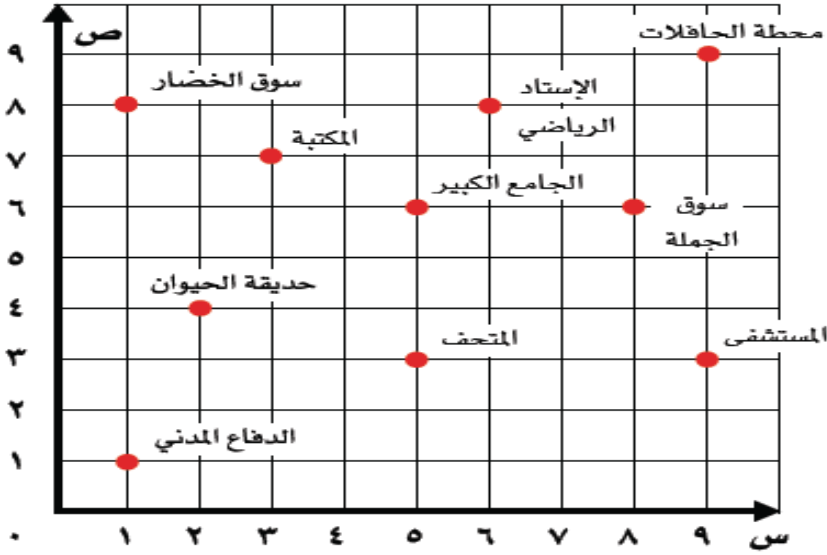 ص
محطة الحافلات
٩
سوق الخضار
الإستاد
٨
الرياضي
المكتبة
٧
الجامع الكبير
سوق
٦
الجملة
٥
حديقة الحيوان
٤
المتحف
المستشفى
٣
٢
الدفاع المدني
١
٠ ١ ٢ ٣ ٤ ٥ ٦ ٧ ٨ ٩ س